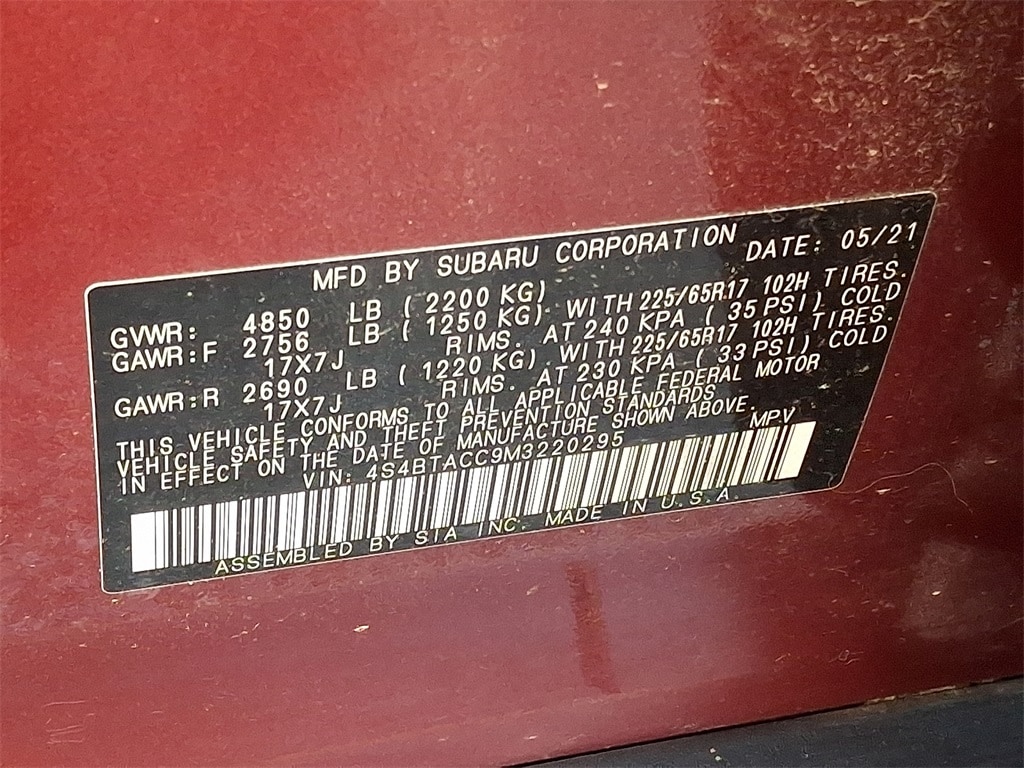 MFD BY SUBARU CORPORATION DATE: 05/21
GVWR: 4850 LB ( 2200 KG)
GAWR:F 2756 LB ( 1250 KG) WITH 225/65R17 102H TIRES.
17X7J RIMS. AT 240 KPA ( 35 PSI) COLD
GAWR:R 2690 LB ( 1220 KG) WITH 225/65R17 102H TIRES.
17X7J RIMS. AT 230 KPA ( 33 PSI) COLD
THIS VEHICLE CONFORMS TO ALL APPLICABLE FEDERAL MOTOR
VEHICLE SAFETY AND THEFT PREVENTION STANDARDS
IN EFFECT ON THE DATE OF MANUFACTURE SHOWN ABOVE.
VIN: 4S4BTACC9M3220295 MPV
ASSEMBLED BY SIA INC. MADE IN U.S.A.